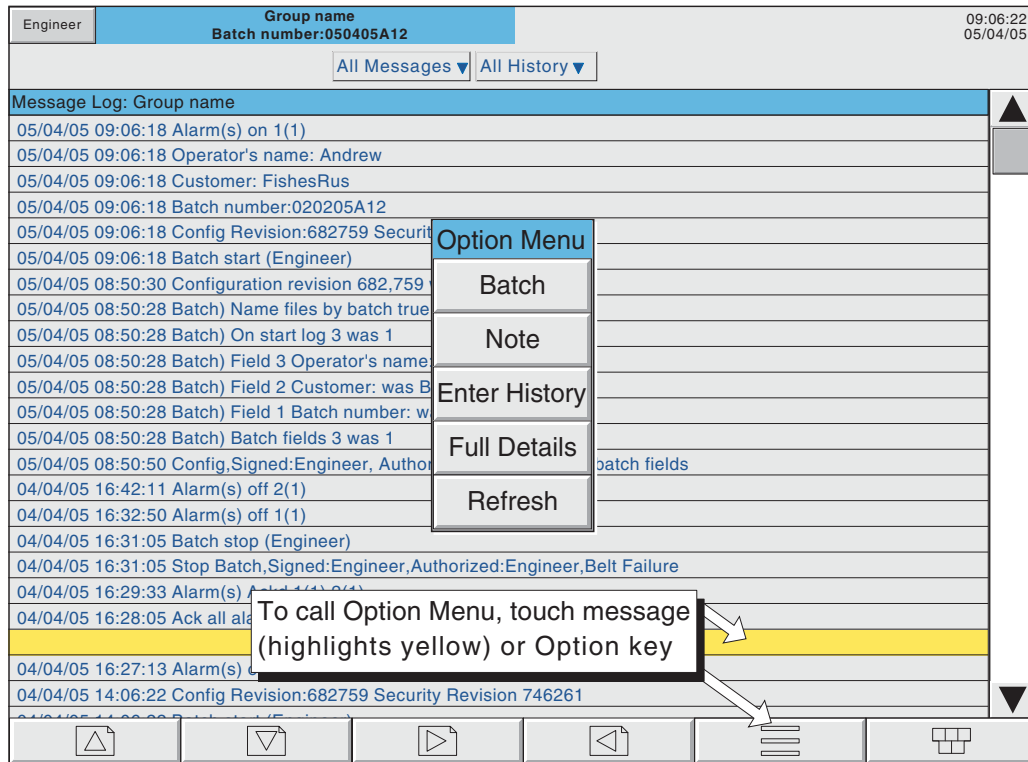 Engineer
Group name
Batch number:050405A12
09:06:22
05/04/05
All Messages
All History
Message Log: Group name
05/04/05 09:06:18 Alarm(s) on 1(1)
05/04/05 09:06:18 Operator's name: Andrew
05/04/05 09:06:18 Customer: FishesRus
05/04/05 09:06:18 Batch number:020205A12
05/04/05 09:06:18 Config Revision:682759
05/04/05 09:06:18 Batch start (Engineer)
05/04/05 08:50:30 Configuration revision 682,759
05/04/05 08:50:28 Batch) Name files by batch true
05/04/05 08:50:28 Batch) On start log 3 was 1
05/04/05 08:50:28 Batch) Field 3 Operator's name:
05/04/05 08:50:28 Batch) Field 2 Customer: was
05/04/05 08:50:28 Batch) Field 1 Batch number:
05/04/05 08:50:28 Batch) Batch fields 3 was 1
05/04/05 08:50:50 Config,Signed:Engineer, batch fields
04/04/05 16:42:11 Alarm(s) off 2(1)
04/04/05 16:32:50 Alarm(s) off 1(1)
04/04/05 16:31:05 Batch stop (Engineer)
04/04/05 16:31:05 Stop Batch,Signed:Engineer,Authorized:Engineer,Belt Failure
04/04/05 16:29:33 Alarm(s)
04/04/05 16:28:05 Ack all
04/04/05 16:27:13 Alarm(s)
04/04/05 14:06:22 Config Revision:682759 Security Revision 746261
Option Menu
Batch
Note
Enter History
Full Details
Refresh
To call Option Menu, touch message
(highlights yellow) or Option key